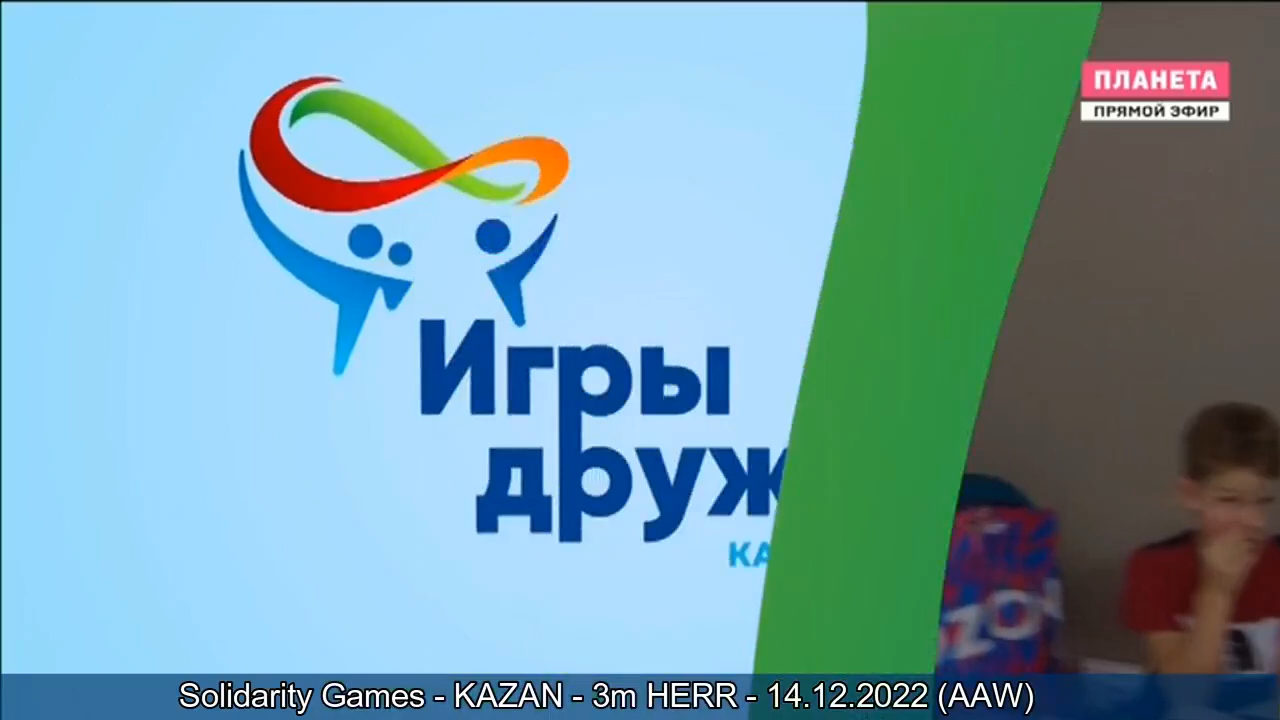 ПЛАНЕТА
ПРЯМОЙ ЭФИР
Игры
друж
КА
Solidarity Games - KAZAN - 3m HERR - 14.12.2022 (AAW)